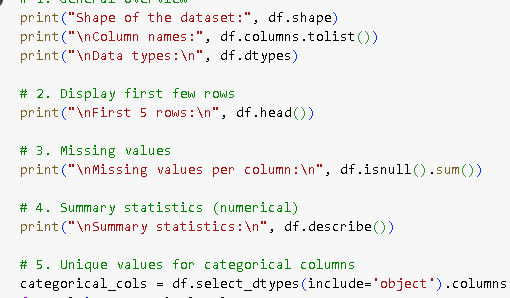 # 1. General overview
print("Shape of the dataset:", df.shape)
print("\nColumn names:", df.columns.tolist())
print("\nData types:\n", df.dtypes)
# 2. Display first few rows
print("\nFirst 5 rows:\n", df.head())
# 3. Missing values
print("\nMissing values per column:\n", df.isnull().sum())
# 4. Summary statistics (numerical)
print("\nSummary statistics:\n", df.describe())
# 5. Unique values for categorical columns
categorical_cols = df.select_dtypes(include='object').columns